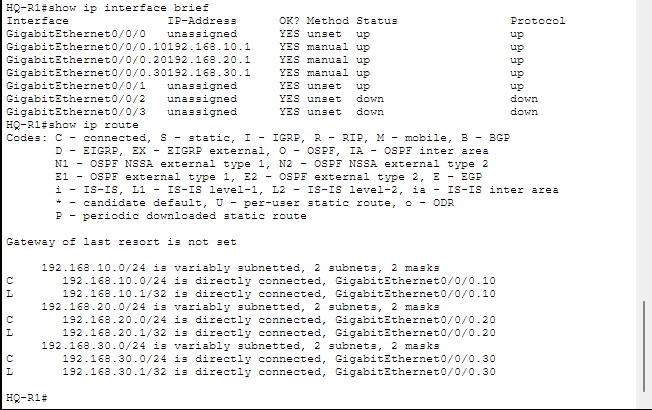 HQ-R1#show ip interface brief
Interface IP-Address OK? Method Status Protocol
GigabitEthernet0/0/0 unassigned YES unset up up
GigabitEthernet0/0/0.10192.168.10.1 YES manual up up
GigabitEthernet0/0/0.20192.168.20.1 YES manual up up
GigabitEthernet0/0/0.30192.168.30.1 YES manual up up
GigabitEthernet0/0/1 unassigned YES unset up up
GigabitEthernet0/0/2 unassigned YES unset down down
GigabitEthernet0/0/3 unassigned YES unset down down
HQ-R1#show ip route
Codes: C - connected, S - static, I - IGRP, R - RIP, M - mobile, B - BGP
D - EIGRP, EX - EIGRP external, O - OSPF, IA - OSPF inter area
N1 - OSPF NSSA external type 1, N2 - OSPF NSSA external type 2
E1 - OSPF external type 1, E2 - OSPF external type 2, E - EGP
i - IS-IS, L1 - IS-IS level-1, L2 - IS-IS level-2, ia - IS-IS inter area
* - candidate default, U - per-user static route, o - ODR
P - periodic downloaded static route
Gateway of last resort is not set
192.168.10.0/24 is variably subnetted, 2 subnets, 2 masks
C 192.168.10.0/24 is directly connected, GigabitEthernet0/0/0.10
L 192.168.10.1/32 is directly connected, GigabitEthernet0/0/0.10
192.168.20.0/24 is variably subnetted, 2 subnets, 2 masks
C 192.168.20.0/24 is directly connected, GigabitEthernet0/0/0.20
L 192.168.20.1/32 is directly connected, GigabitEthernet0/0/0.20
192.168.30.0/24 is variably subnetted, 2 subnets, 2 masks
C 192.168.30.0/24 is directly connected, GigabitEthernet0/0/0.30
L 192.168.30.1/32 is directly connected, GigabitEthernet0/0/0.30
HQ-R1#